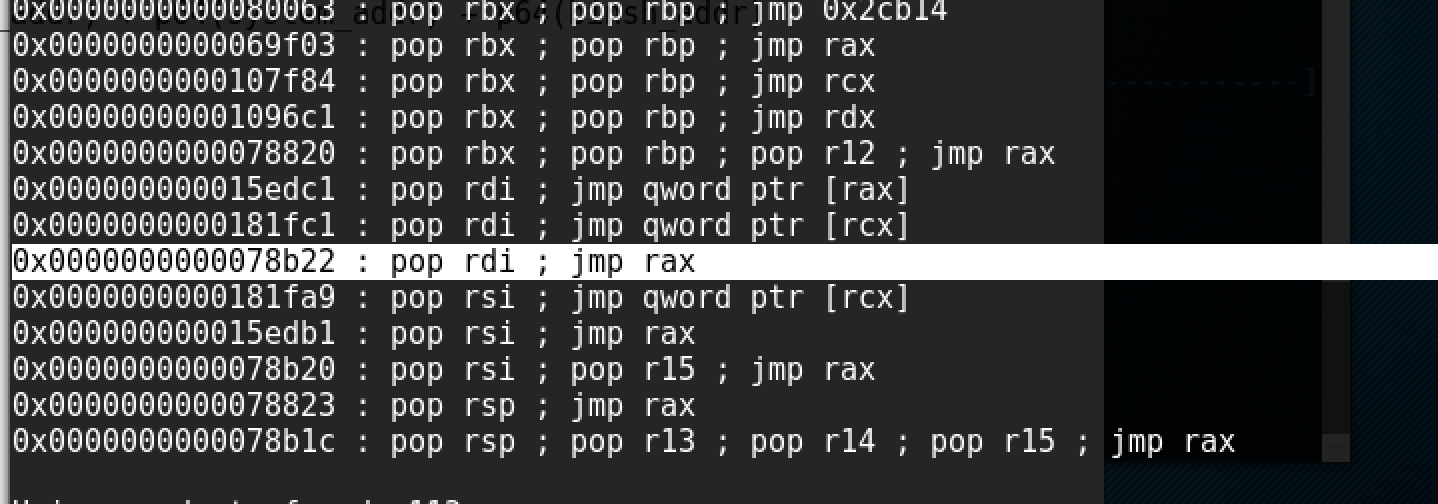 0x0000000000080063 : pop rbx ; pop rbp ; jmp 0x2cb14
0x0000000000069f03 : pop rbx ; pop rbp ; jmp rax
0x0000000000107f84 : pop rbx ; pop rbp ; jmp rcx
0x00000000001096c1 : pop rbx ; pop rbp ; jmp rdx
0x0000000000078820 : pop rbx ; pop rbp ; pop r12 ; jmp rax
0x000000000015edc1 : pop rdi ; jmp qword ptr [rax]
0x0000000000181fc1 : pop rdi ; jmp qword ptr [rcx]
0x0000000000078b22 : pop rdi ; jmp rax
0x0000000000181fa9 : pop rsi ; jmp qword ptr [rcx]
0x000000000015edb1 : pop rsi ; jmp rax
0x0000000000078b20 : pop rsi ; pop r15 ; jmp rax
0x0000000000078823 : pop rsp ; jmp rax
0x0000000000078b1c : pop rsp ; pop r13 ; pop r14 ; pop r15 ; jmp rax